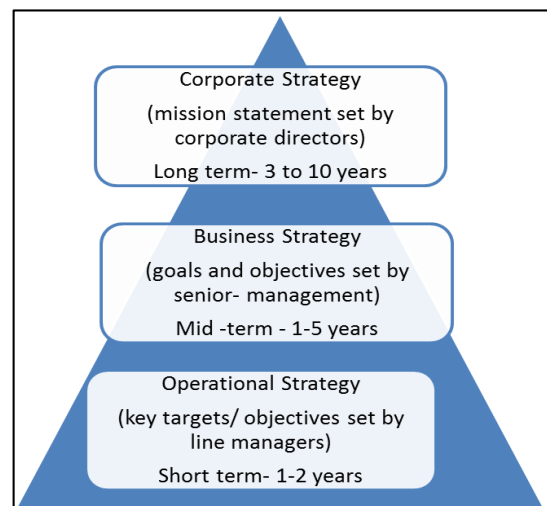 Corporate Strategy
(mission statement set by
corporate directors)
Long term- 3 to 10 years
Business Strategy
(goals and objectives set by
senior- management)
Mid -term - 1-5 years
Operational Strategy
(key targets/ objectives set by
line managers)
Short term- 1-2 years